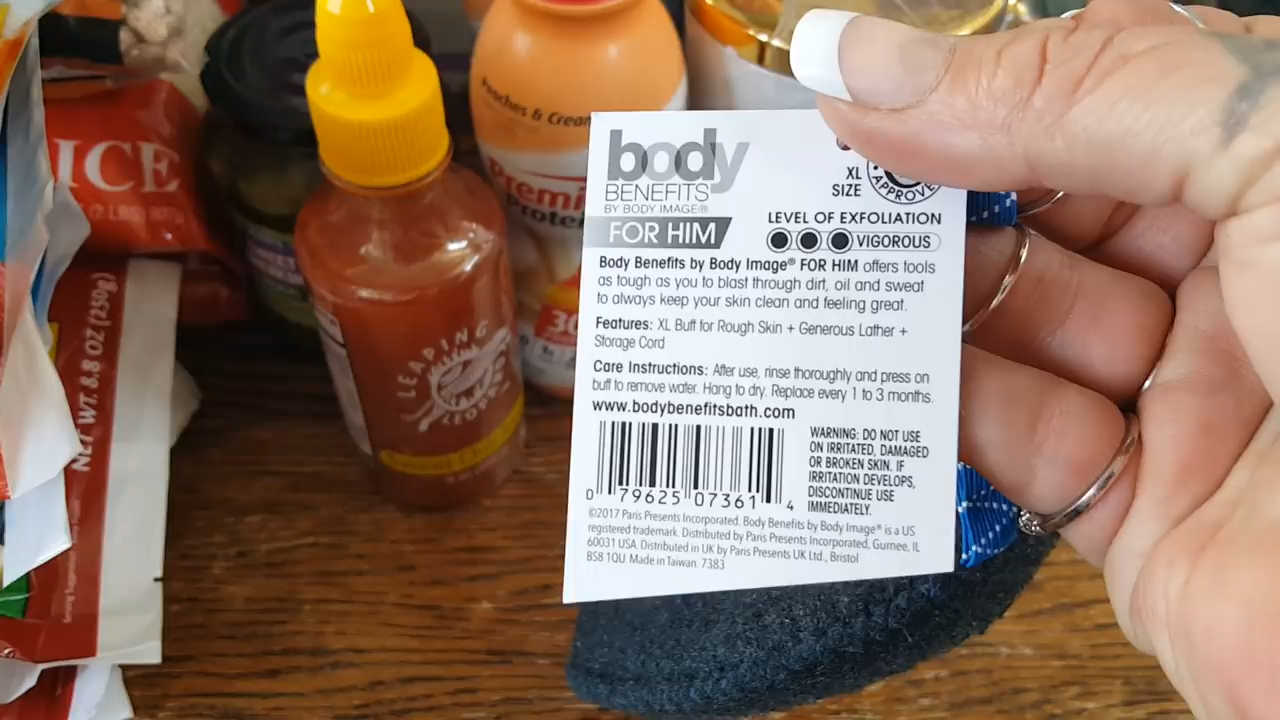 ICE
(2 LBS) 907g
NET WT. 8.8 OZ (250g)
LEAPING
LEOPARD
Peaches & Cream
Premi
protei
30
body
BENEFITS
BY BODY IMAGE®
FOR HIM
XL
SIZE
APPROVE
LEVEL OF EXFOLIATION
VIGOROUS
Body Benefits by Body Image® FOR HIM offers tools
as tough as you to blast through dirt, oil and sweat
to always keep your skin clean and feeling great.
Features: XL Buff for Rough Skin + Generous Lather +
Storage Cord
Care Instructions: After use, rinse thoroughly and press on
buff to remove water. Hang to dry. Replace every 1 to 3 months.
www.bodybenefitsbath.com
0 79625 07361 4
WARNING: DO NOT USE
ON IRRITATED, DAMAGED
OR BROKEN SKIN. IF
IRRITATION DEVELOPS,
DISCONTINUE USE
IMMEDIATELY.
©2017 Paris Presents Incorporated. Body Benefits by Body Image® is a US
registered trademark. Distributed by Paris Presents Incorporated, Gurnee, IL
60031 USA. Distributed in UK by Paris Presents UK Ltd., Bristol
BS8 1QU. Made in Taiwan. 7383